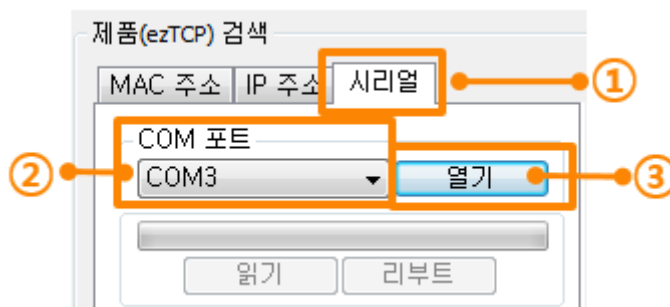 제품(ezTCP) 검색
MAC 주소 IP 주소 시리얼 ①
COM 포트
② COM3 열기 ③
읽기 리부트